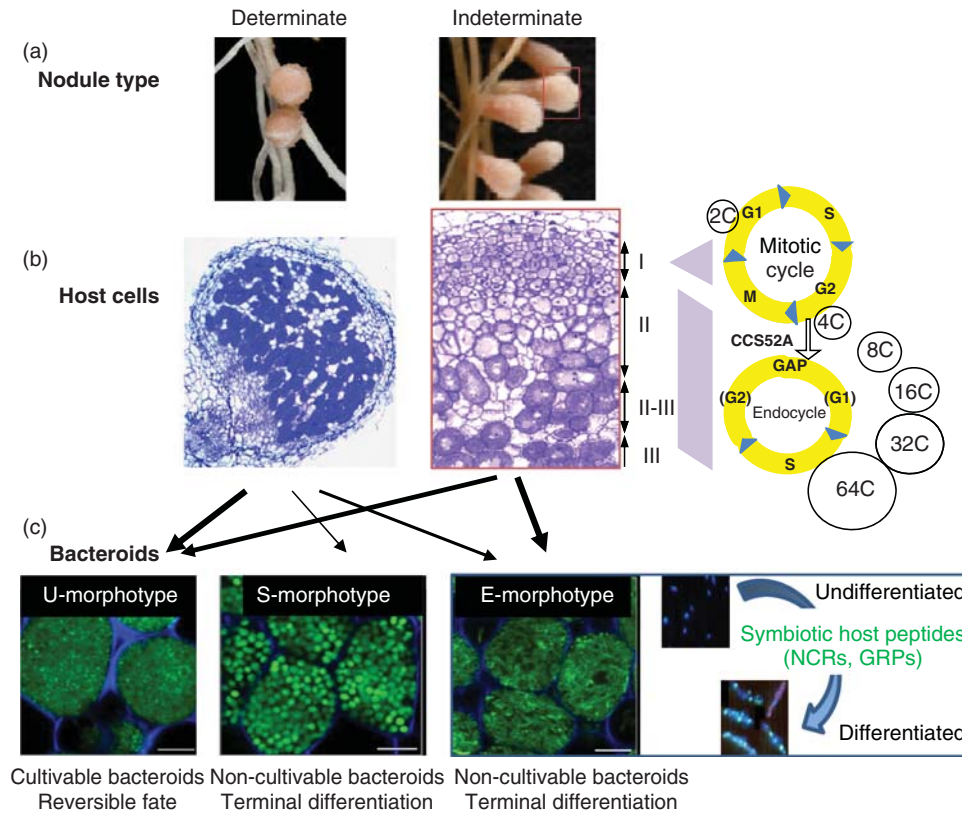 Determinate
Indeterminate
(a)
Nodule type
(b)
Host cells
I
II
II-III
III
2C
G1
S
Mitotic
cycle
M
G2
4C
CCS52A
GAP
8C
(G2)
(G1)
Endocycle
16C
S
32C
64C
(c)
Bacteroids
U-morphotype
S-morphotype
E-morphotype
Undifferentiated
Symbiotic host peptides
(NCRs, GRPs)
Differentiated
Cultivable bacteroids
Reversible fate
Non-cultivable bacteroids
Terminal differentiation
Non-cultivable bacteroids
Terminal differentiation